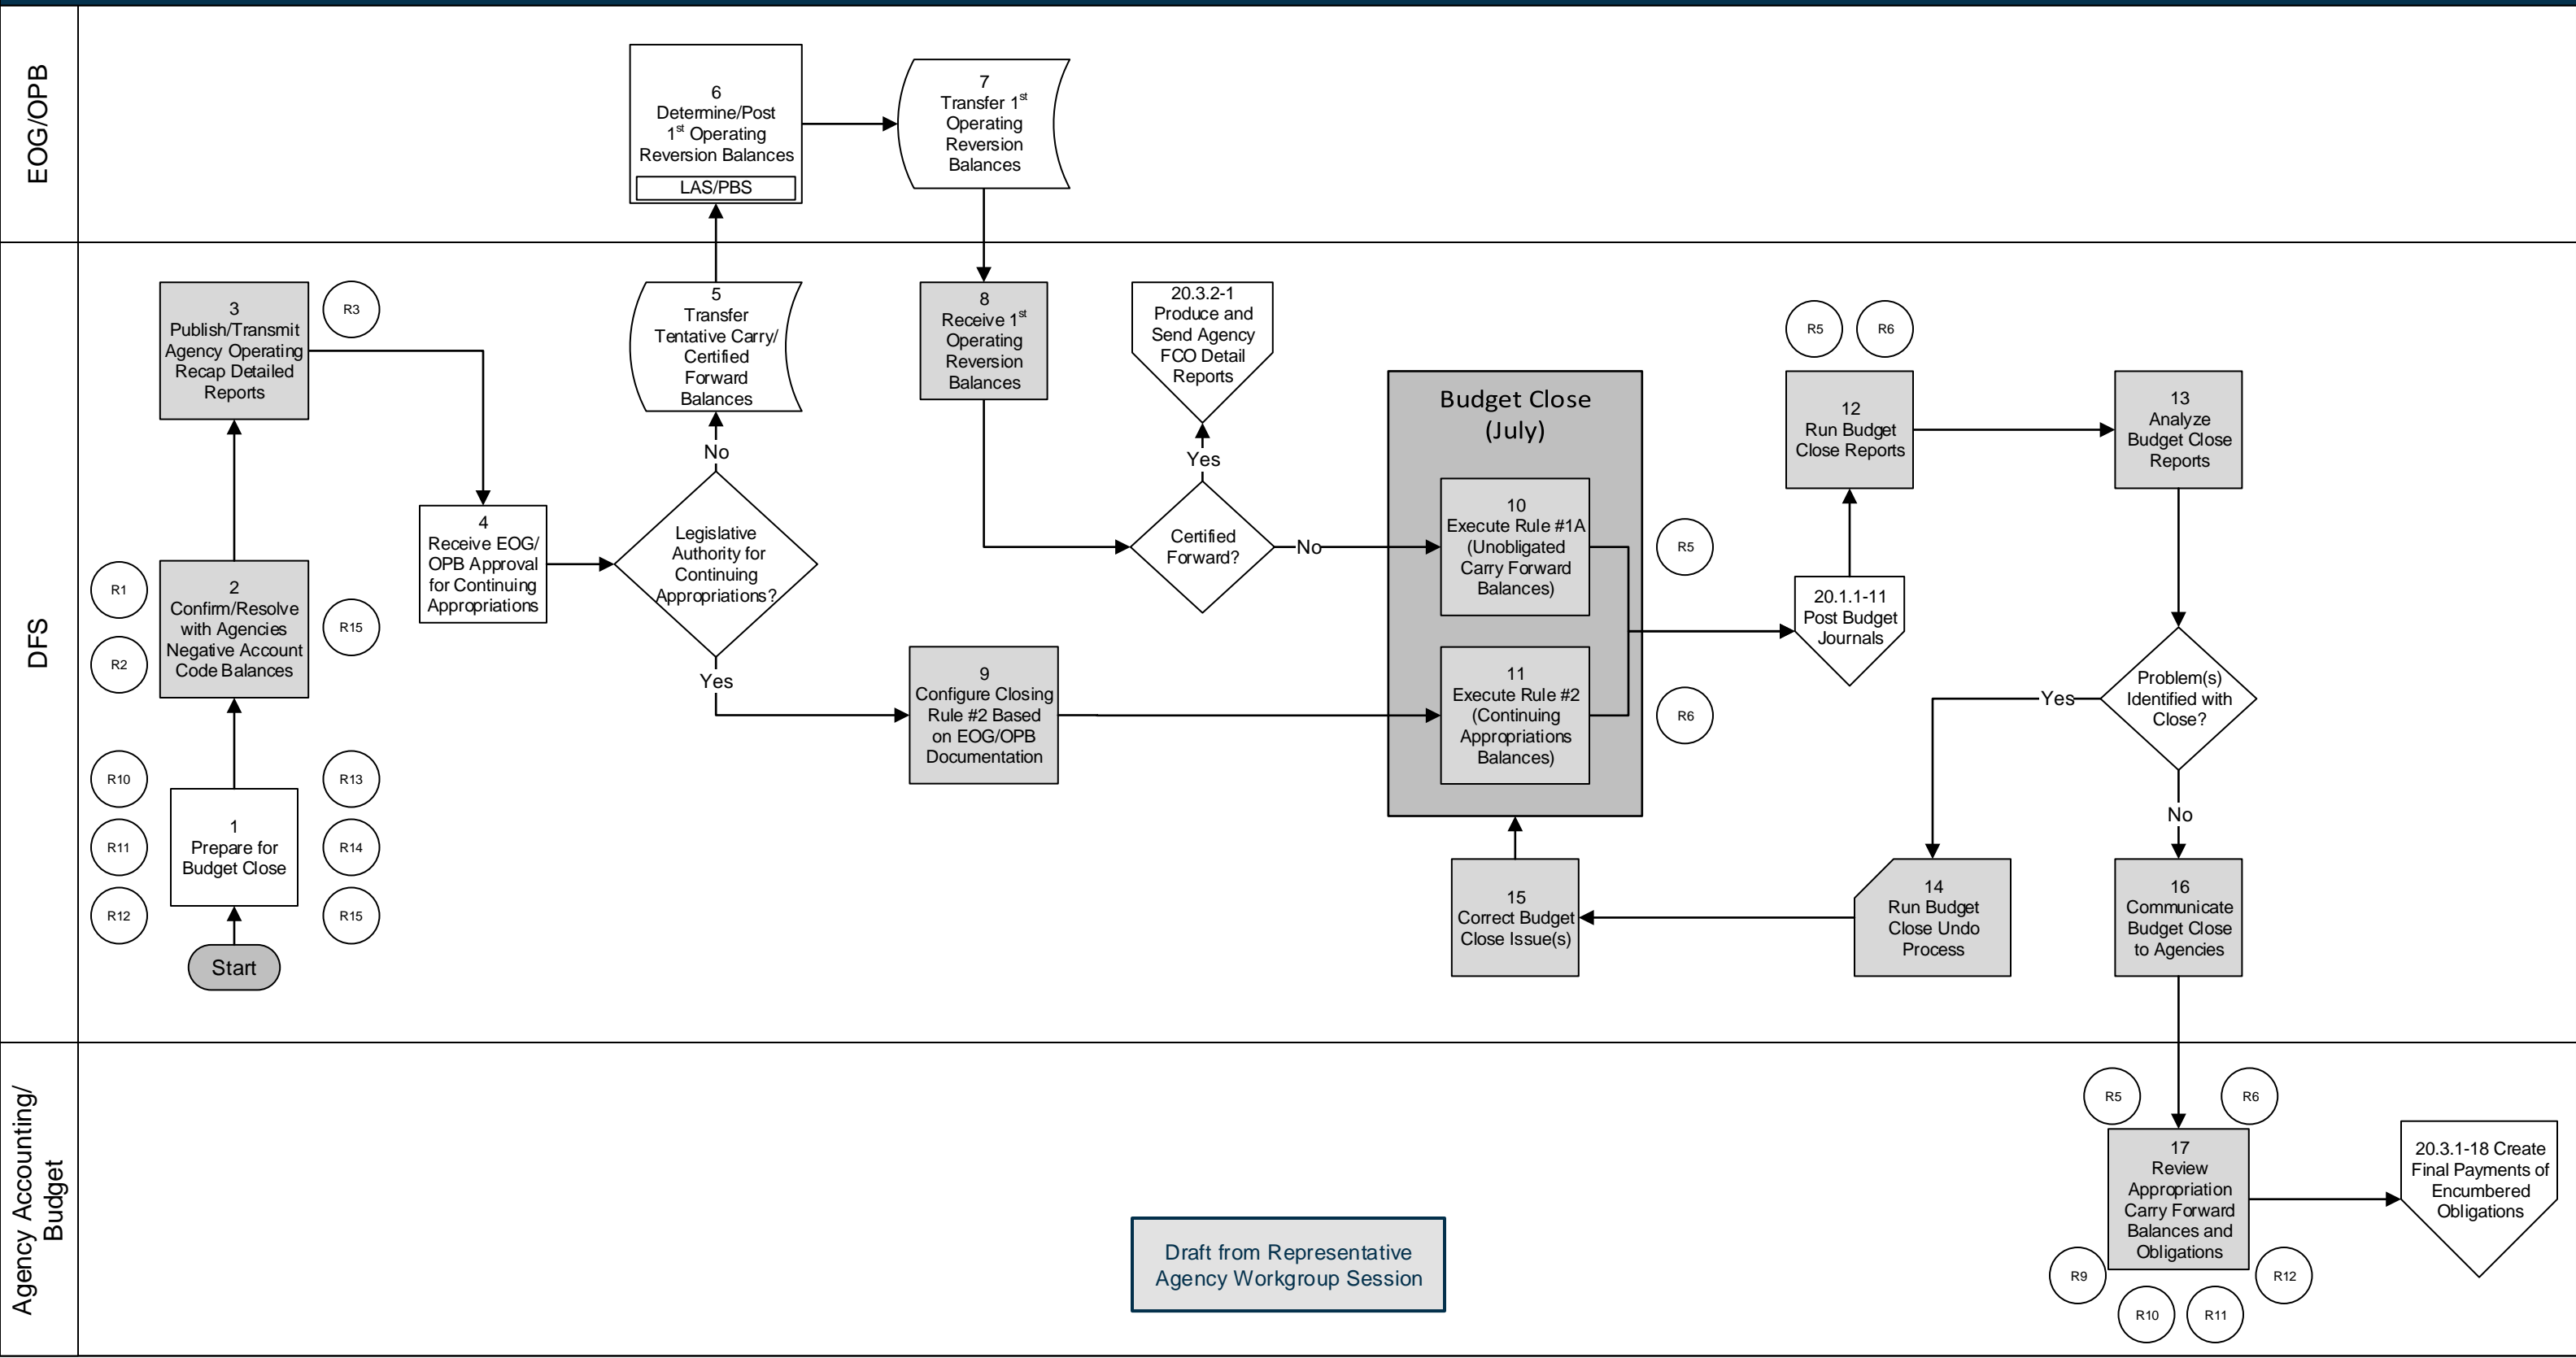 EOG/OPB
6
Determine/Post
1st Operating
Reversion Balances
LAS/PBS
7
Transfer 1st
Operating
Reversion
Balances
DFS
3
Publish/Transmit
Agency Operating
Recap Detailed
Reports
R3
2
Confirm/Resolve
with Agencies
Negative Account
Code Balances
R1
R2
R15
R10
R11
R12
R13
R14
R15
1
Prepare for
Budget Close
Start
4
Receive EOG/
OPB Approval
for Continuing
Appropriations
Legislative
Authority for
Continuing
Appropriations?
No
Yes
5
Transfer
Tentative Carry/
Certified
Forward
Balances
8
Receive 1st
Operating
Reversion
Balances
20.3.2-1
Produce and
Send Agency
FCO Detail
Reports
Yes
Certified
Forward?
No
9
Configure Closing
Rule #2 Based
on EOG/OPB
Documentation
Budget Close
(July)
10
Execute Rule #1A
(Unobligated
Carry Forward
Balances)
R5
11
Execute Rule #2
(Continuing
Appropriations
Balances)
R6
20.1.1-11
Post Budget
Journals
R5
R6
12
Run Budget
Close Reports
13
Analyze
Budget Close
Reports
Problem(s)
Identified with
Close?
Yes
No
14
Run Budget
Close Undo
Process
15
Correct Budget
Close Issue(s)
16
Communicate
Budget Close
to Agencies
Agency Accounting/
Budget
R5
R6
17
Review
Appropriation
Carry Forward
Balances and
Obligations
R9
R10
R11
R12
20.3.1-18 Create
Final Payments of
Encumbered
Obligations
Draft from Representative
Agency Workgroup Session